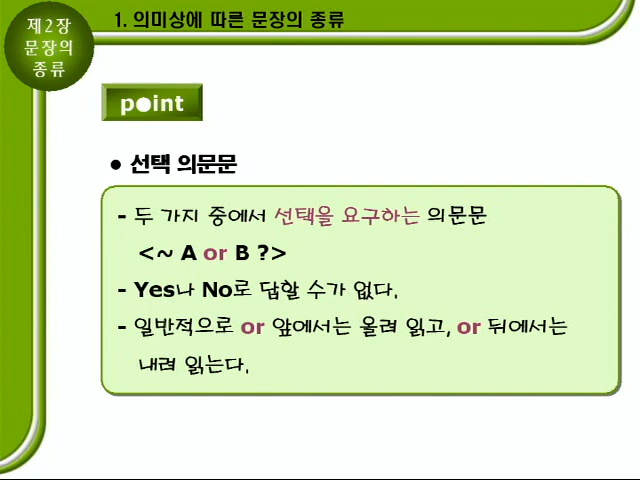 제2장
문장의
종류
1. 의미상에 따른 문장의 종류
point
● 선택 의문문
- 두 가지 중에서 선택을 요구하는 의문문
<~ A or B ?>
- Yes나 No로 답할 수가 없다.
- 일반적으로 or 앞에서는 올려 읽고, or 뒤에서는
내려 읽는다.